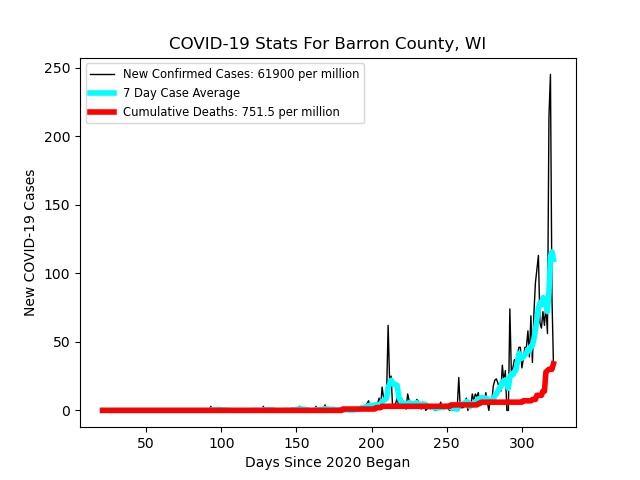 COVID-19 Stats For Barron County, WI
New Confirmed Cases: 61900 per million
7 Day Case Average
Cumulative Deaths: 751.5 per million
New COVID-19 Cases
250
200
150
100
50
0
50 100 150 200 250 300
Days Since 2020 Began